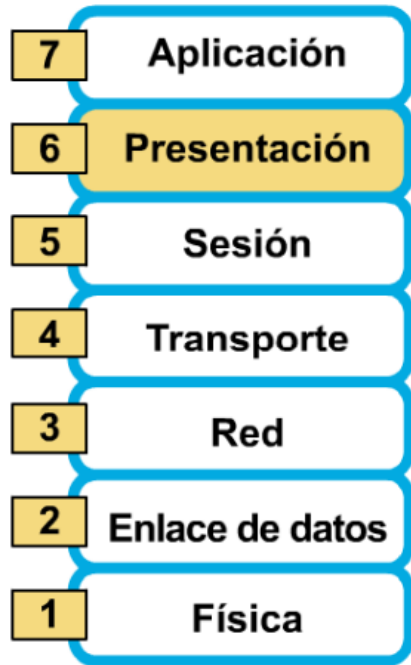 7 Aplicación
6 Presentación
5 Sesión
4 Transporte
3 Red
2 Enlace de datos
1 Física